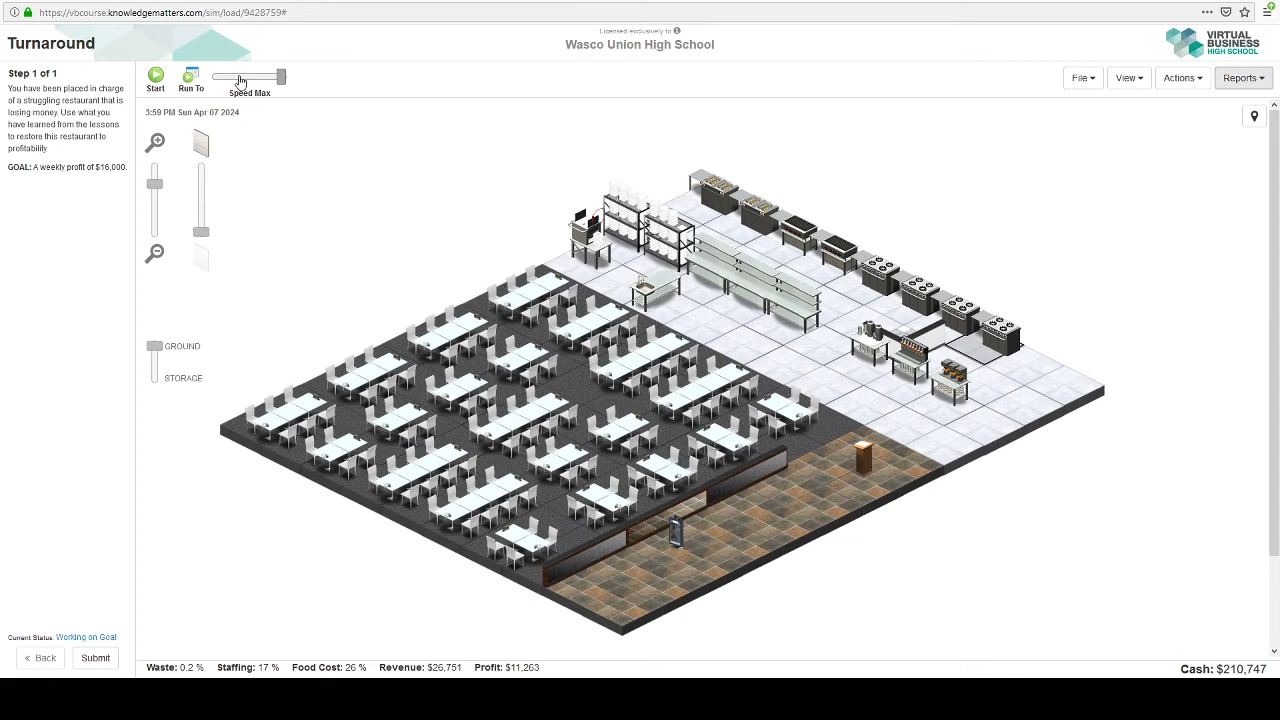 https://vbcourse.knowledgematters.com/sim/load/9428759#
Turnaround
Licensed exclusively to
Wasco Union High School
VIRTUAL
BUSINESS
HIGH SCHOOL
Step 1 of 1
You have been placed in charge
of a struggling restaurant that is
losing money. Use what you
have learned from the lessons
to restore this restaurant to
profitability.
GOAL: A weekly profit of $16,000.
Start
Run To
Speed Max
File
View
Actions
Reports
3:59 PM Sun Apr 07 2024
GROUND
STORAGE
Current Status: Working on Goal
« Back
Submit
Waste: 0.2 % Staffing: 17 % Food Cost: 26 % Revenue: $26,751 Profit: $11,263
Cash: $210,747